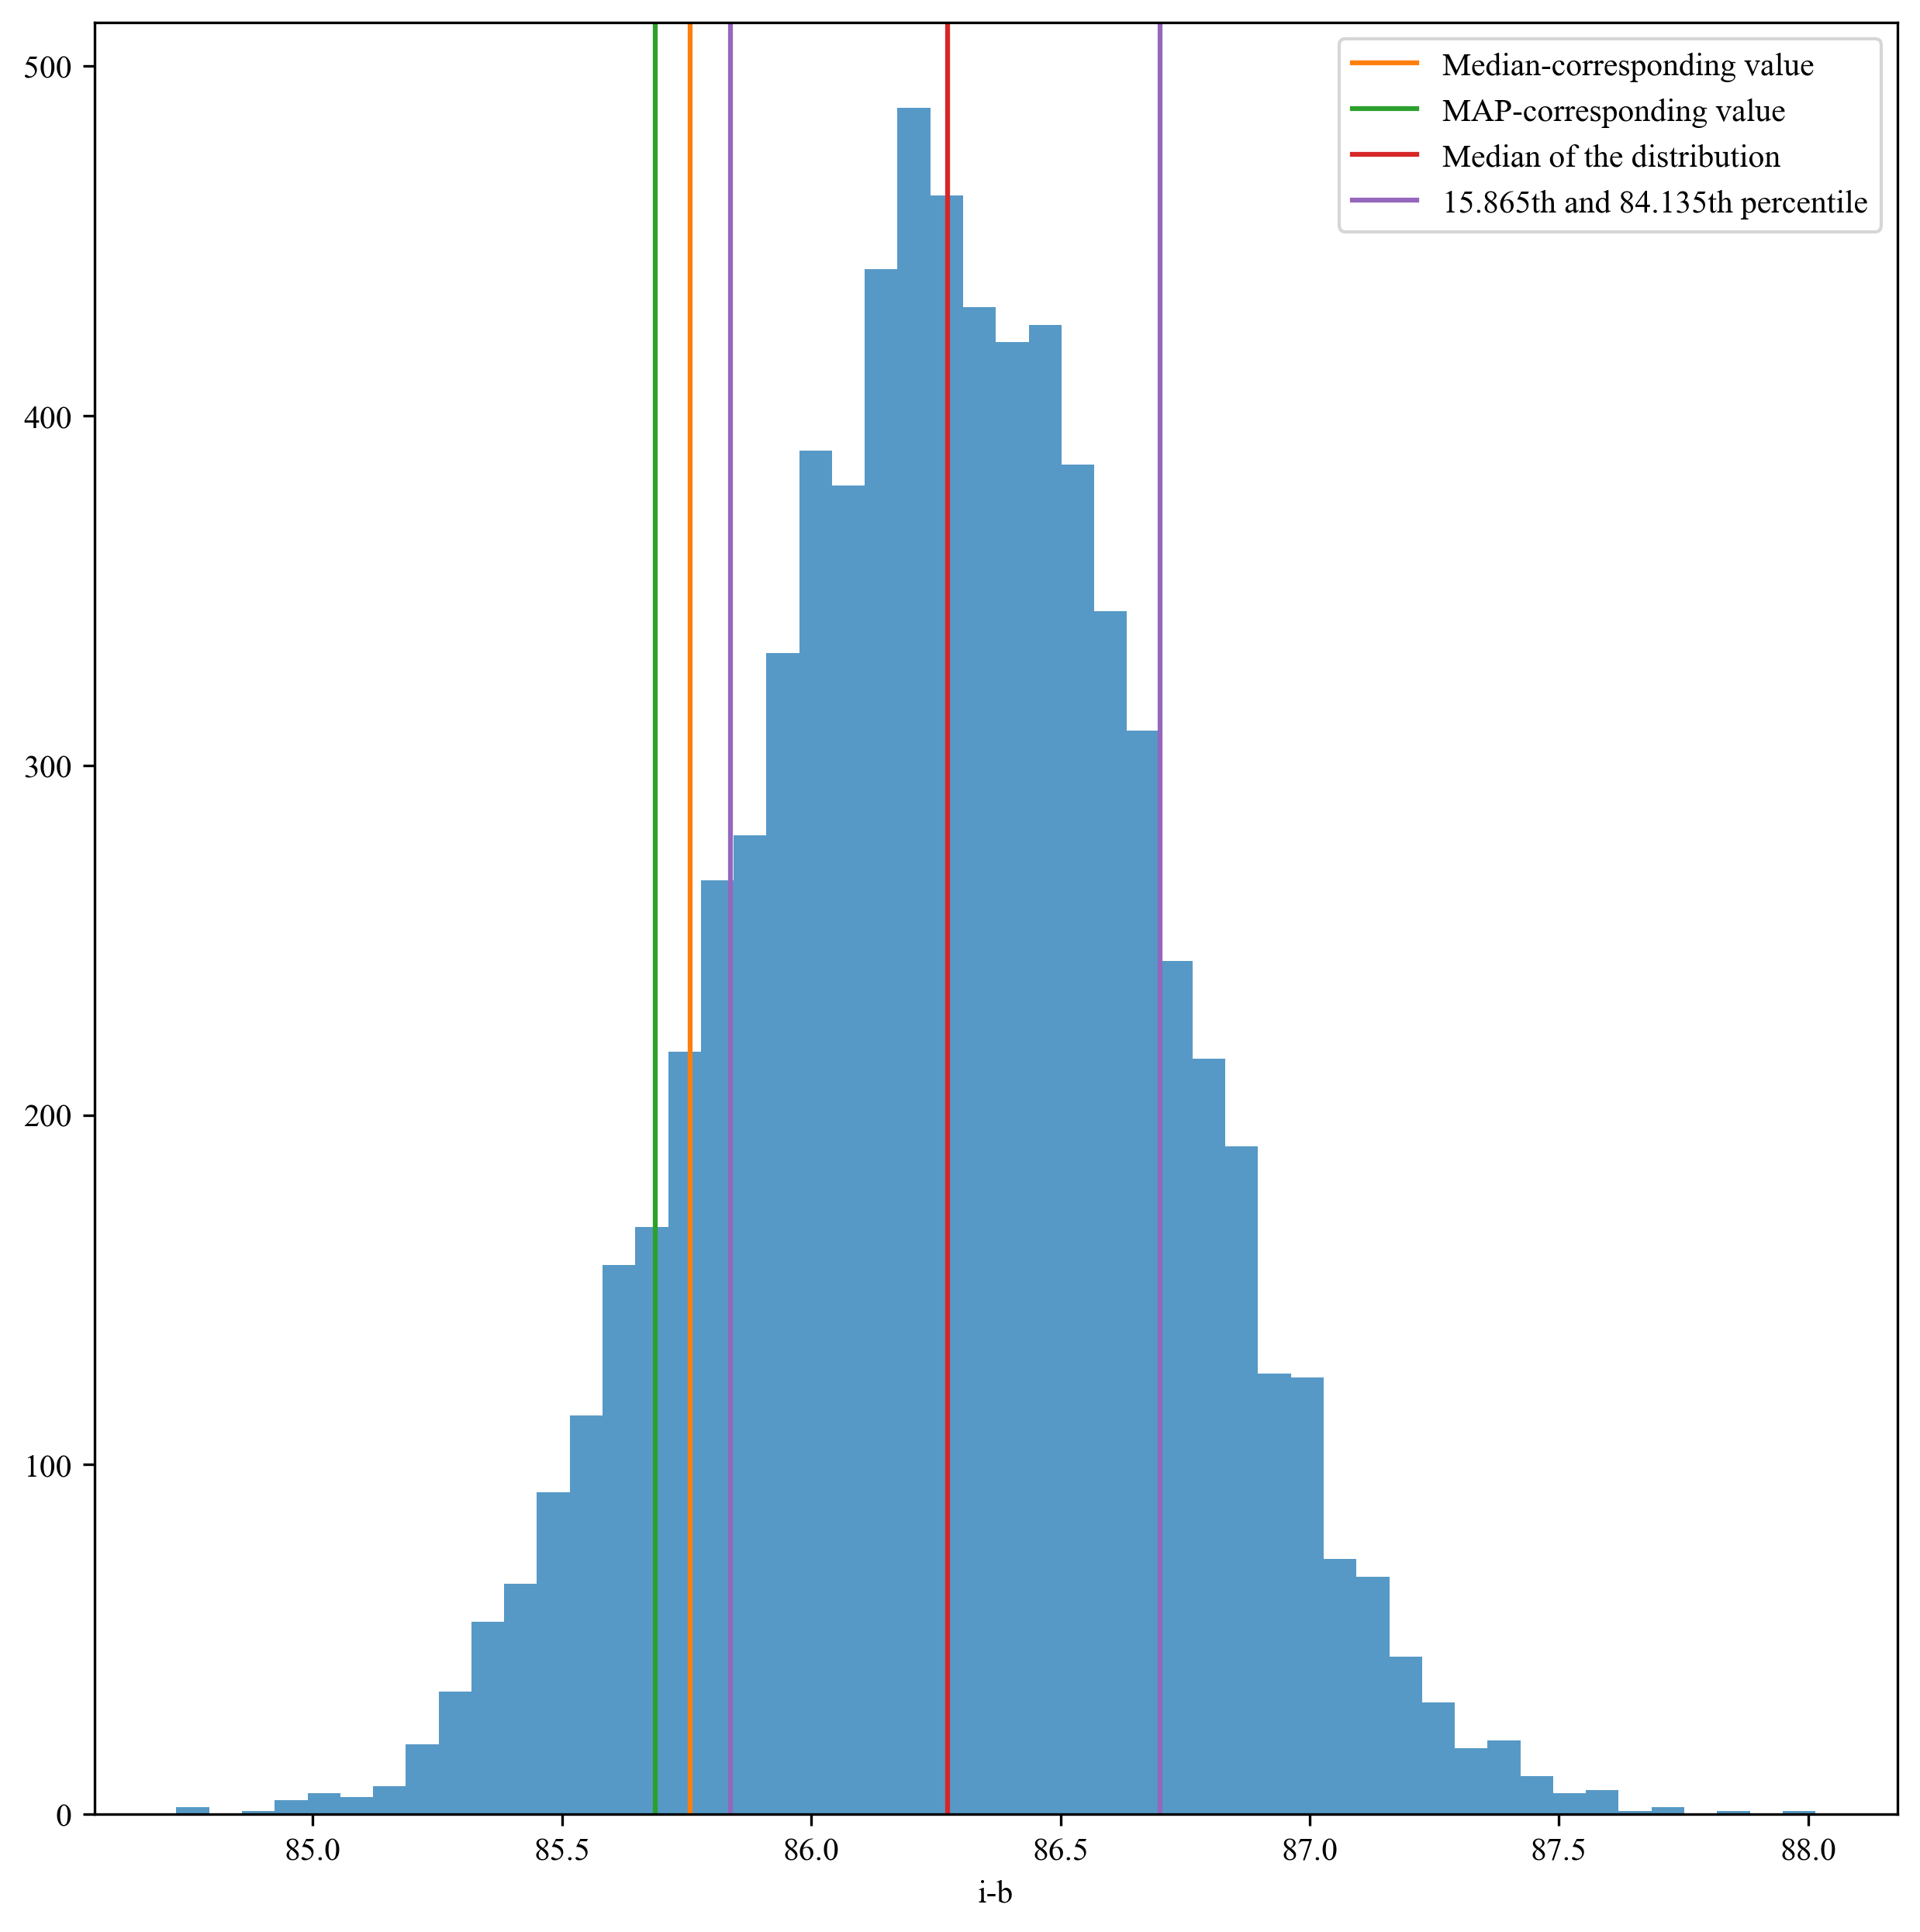 500
400
300
200
100
0
Median-corresponding value
MAP-corresponding value
Median of the distribution
15.865th and 84.135th percentile
85.0 85.5 86.0 86.5 87.0 87.5 88.0
i-b